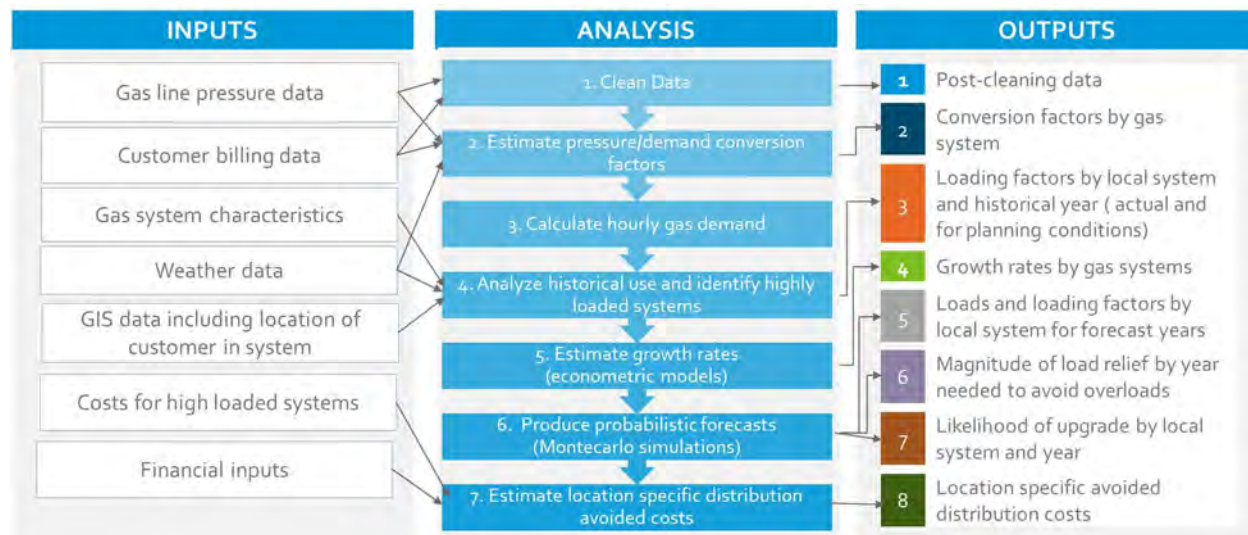 INPUTS
Gas line pressure data
Customer billing data
Gas system characteristics
Weather data
GIS data including location of
customer in system
Costs for high loaded systems
Financial inputs
ANALYSIS
1. Clean Data
2. Estimate pressure/demand conversion
factors
3. Calculate hourly gas demand
4. Analyze historical use and identify highly
loaded systems
5. Estimate growth rates
(econometric models)
6. Produce probabilistic forecasts
(Montecarlo simulations)
7. Estimate location specific distribution
avoided costs
OUTPUTS
1 Post-cleaning data
2 Conversion factors by gas
system
3 Loading factors by local system
and historical year ( actual and
for planning conditions)
4 Growth rates by gas systems
5 Loads and loading factors by
local system for forecast years
6 Magnitude of load relief by year
needed to avoid overloads
7 Likelihood of upgrade by local
system and year
8 Location specific avoided
distribution costs